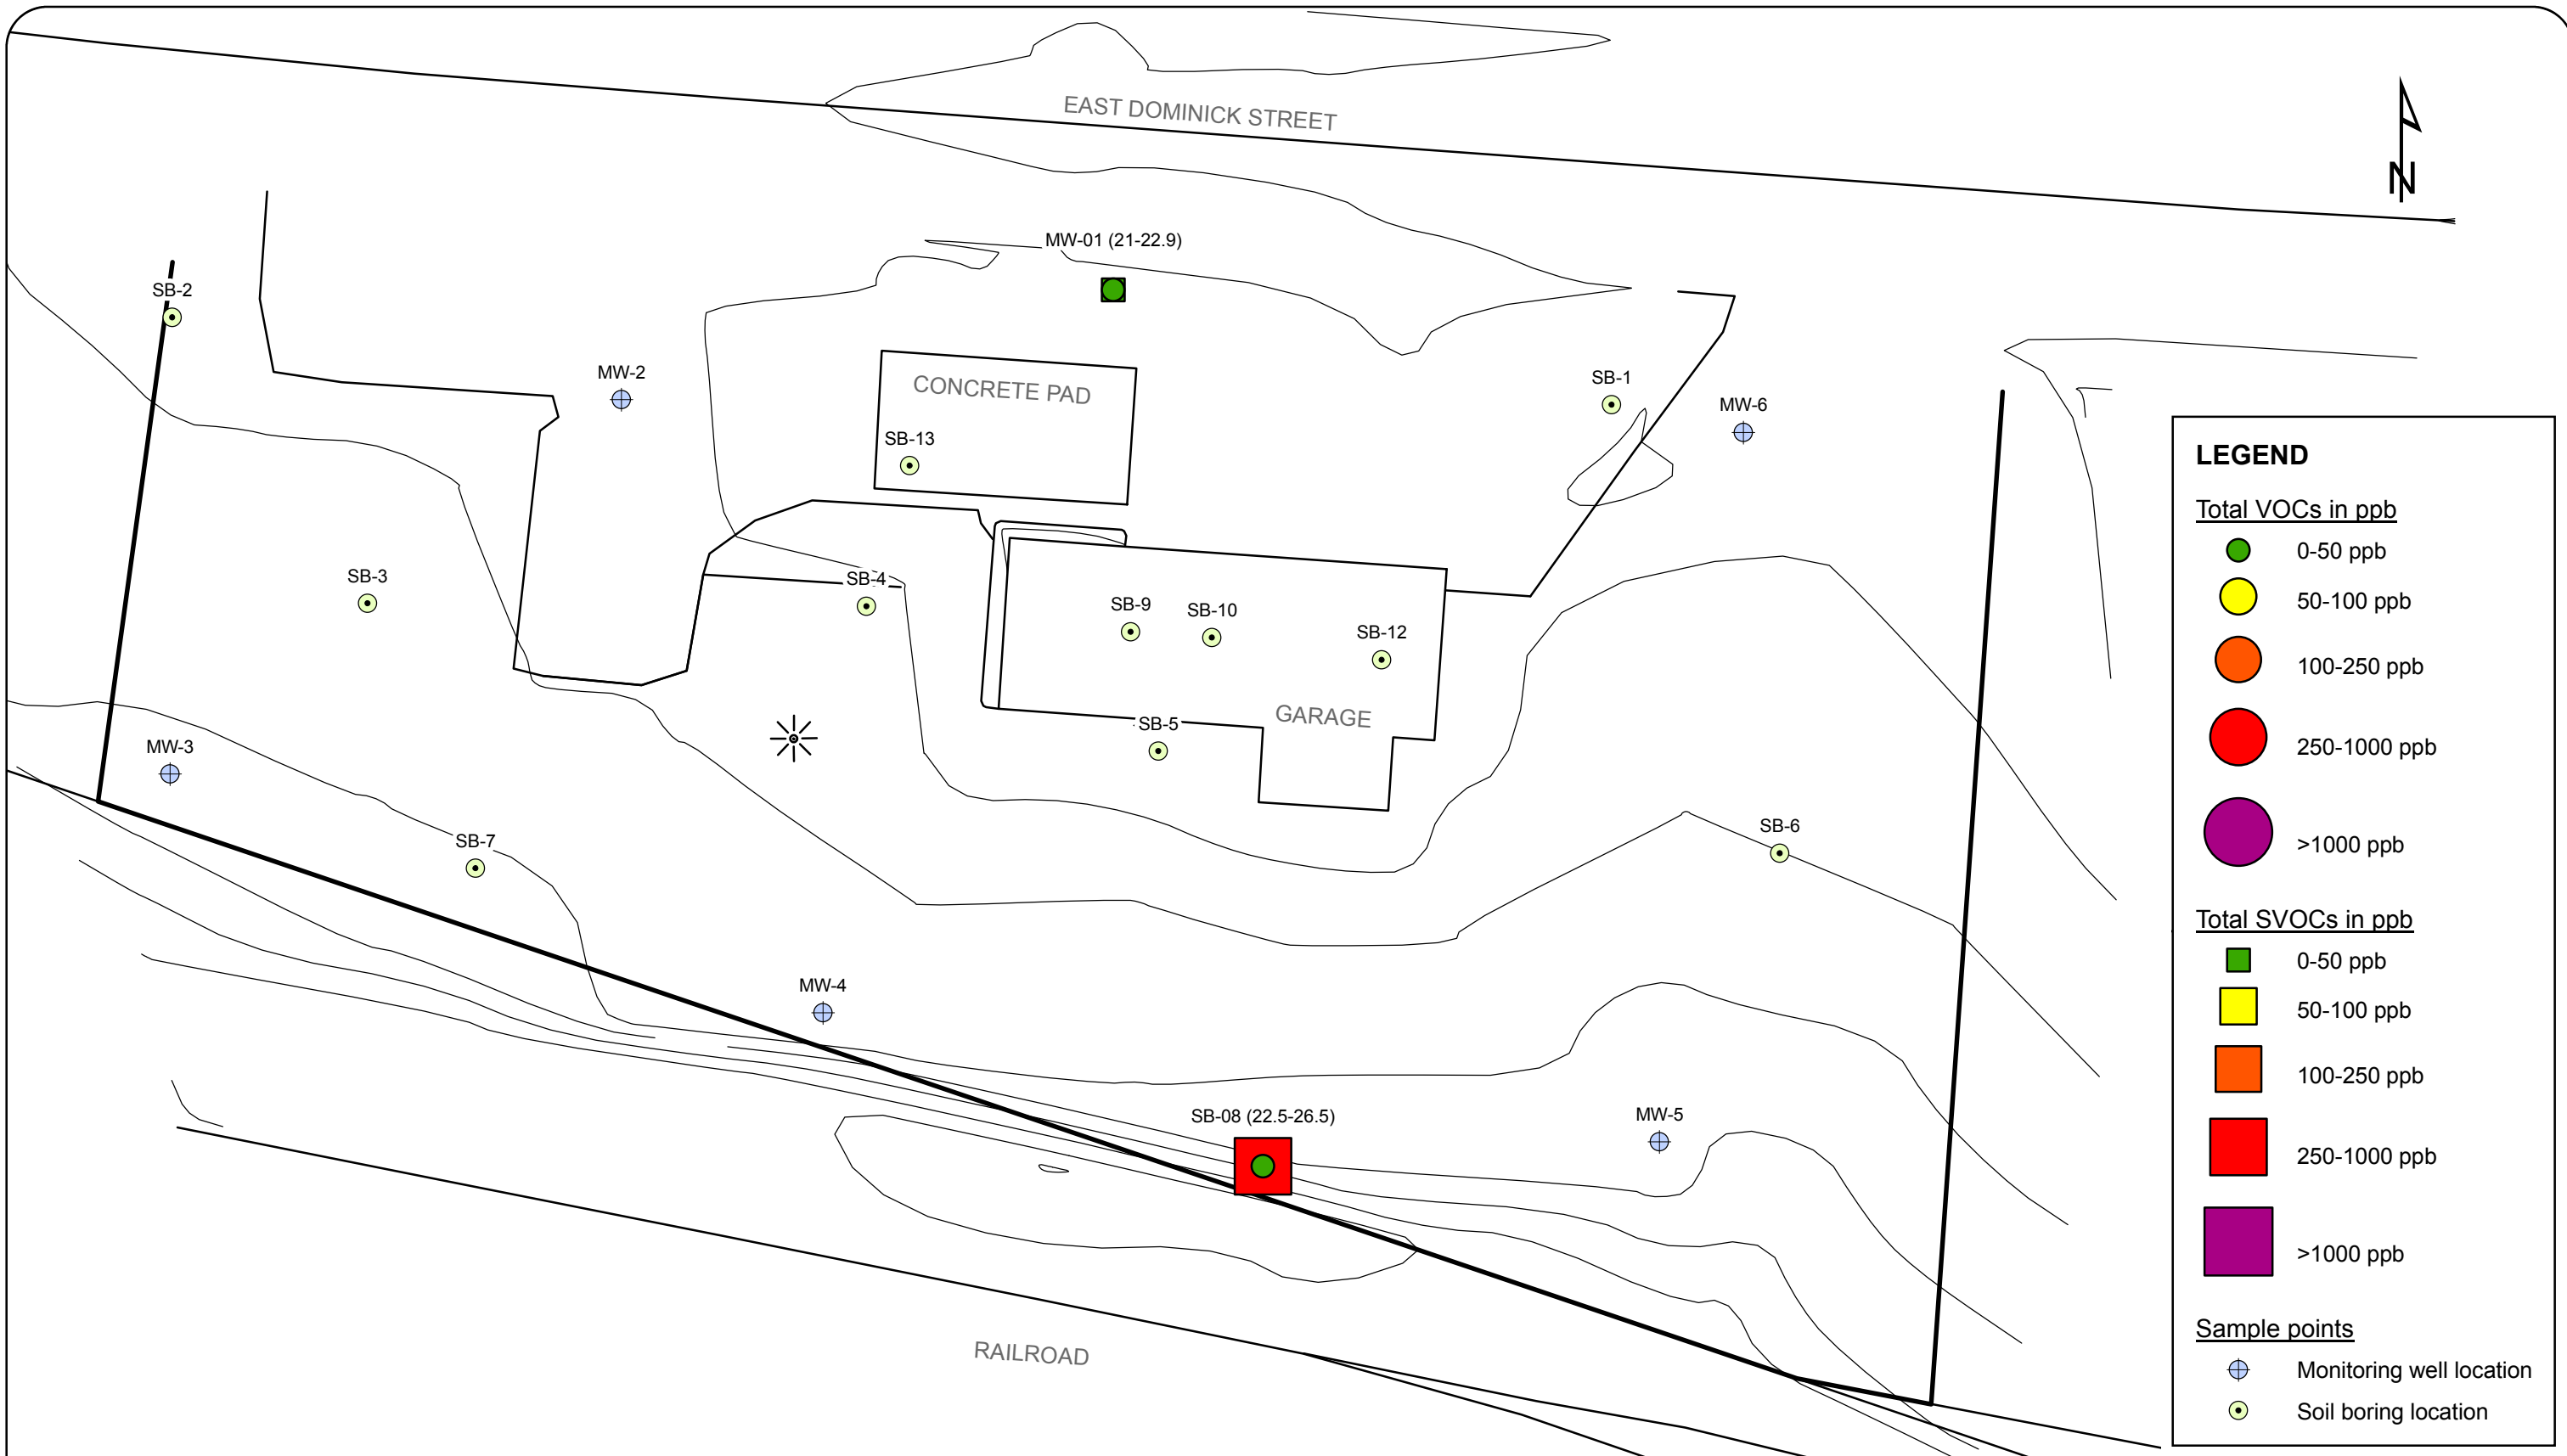 EAST DOMINICK STREET
N
MW-01 (21-22.9)
SB-2
MW-2
CONCRETE PAD
SB-1
MW-6
SB-13
SB-3
SB-4
SB-9
SB-10
SB-12
GARAGE
SB-5
MW-3
SB-7
SB-6
MW-4
SB-08 (22.5-26.5)
MW-5
RAILROAD
LEGEND
Total VOCs in ppb
0-50 ppb
50-100 ppb
100-250 ppb
250-1000 ppb
>1000 ppb
Total SVOCs in ppb
0-50 ppb
50-100 ppb
100-250 ppb
250-1000 ppb
>1000 ppb
Sample points
Monitoring well location
Soil boring location